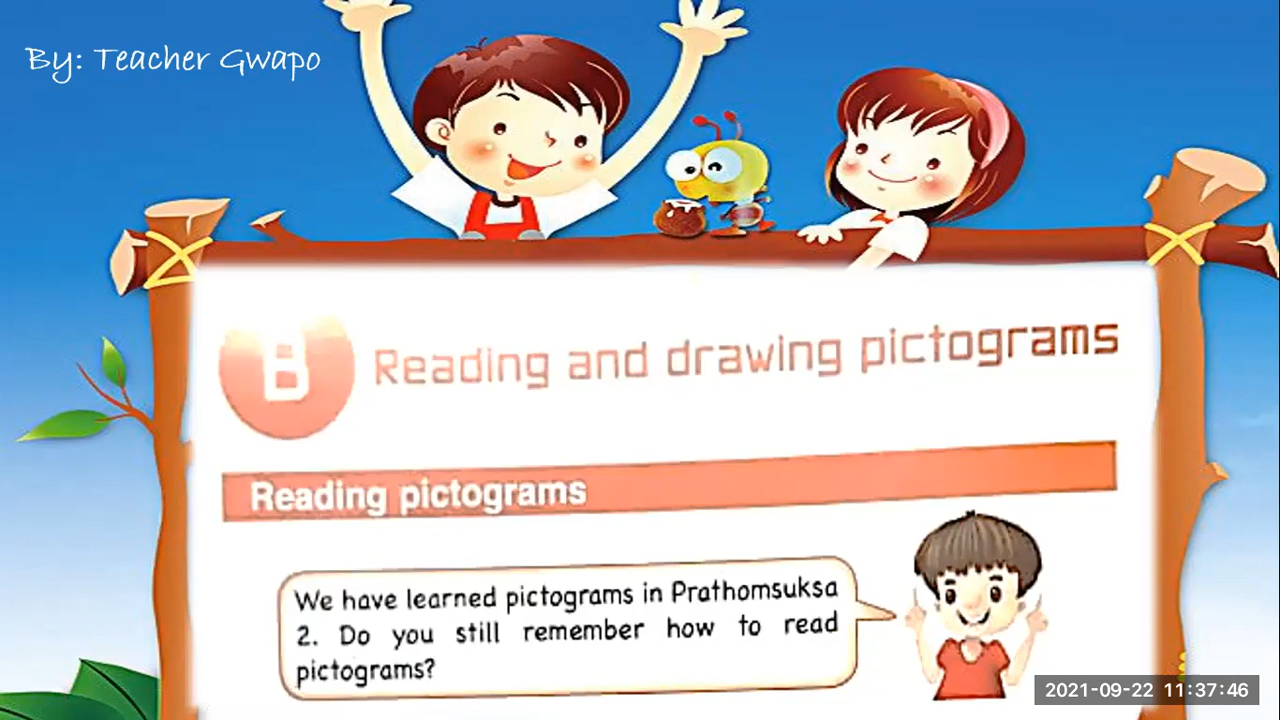 By: Teacher Gwapo
B
Reading and drawing pictograms
Reading pictograms
We have learned pictograms in Prathomsuksa
2. Do you still remember how to read
pictograms?
2021-09-22 11:37:46